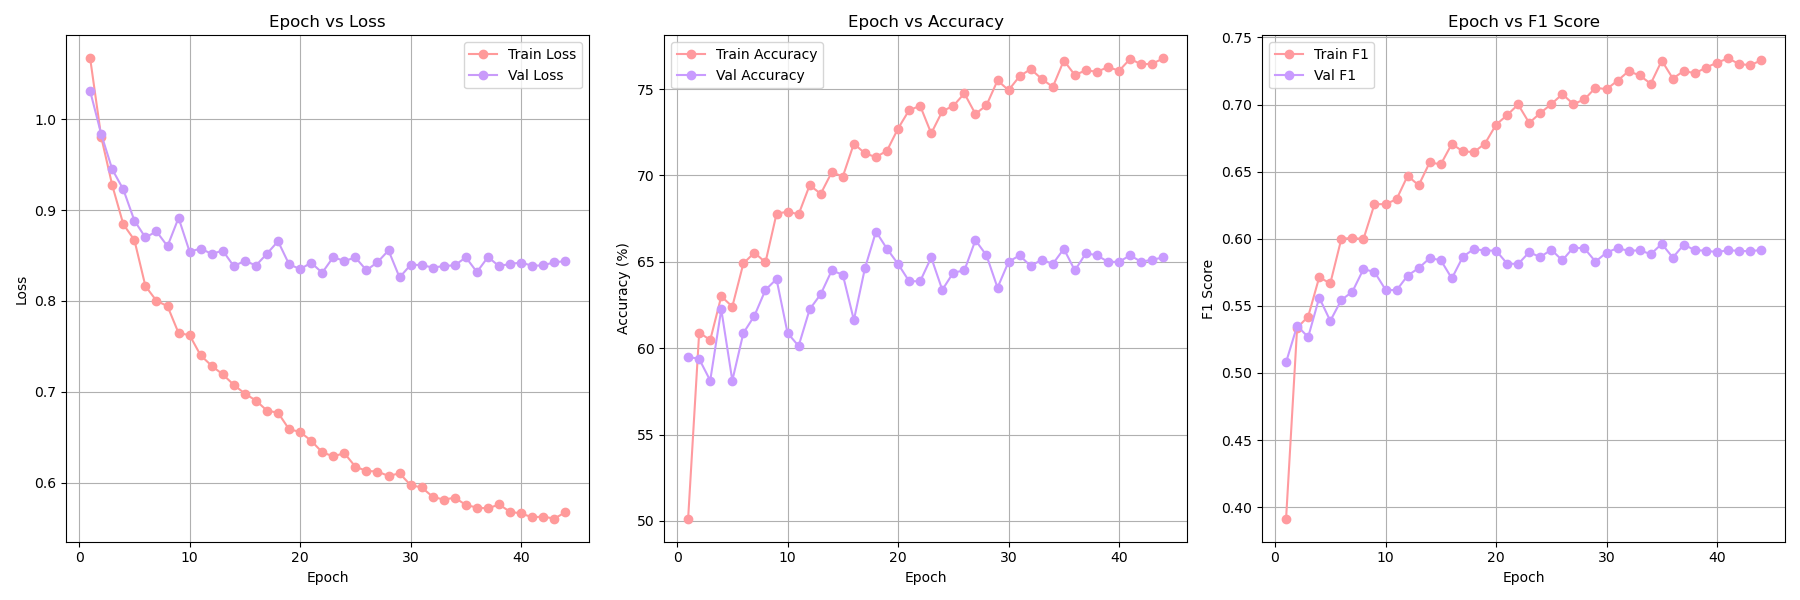 Epoch vs Loss
Train Loss
Val Loss
1.0
0.9
0.8
0.7
0.6
Loss
0 10 20 30 40
Epoch
Epoch vs Accuracy
Train Accuracy
Val Accuracy
75
70
65
60
55
50
Accuracy (%)
0 10 20 30 40
Epoch
Epoch vs F1 Score
Train F1
Val F1
0.75
0.70
0.65
0.60
0.55
0.50
0.45
0.40
F1 Score
0 10 20 30 40
Epoch